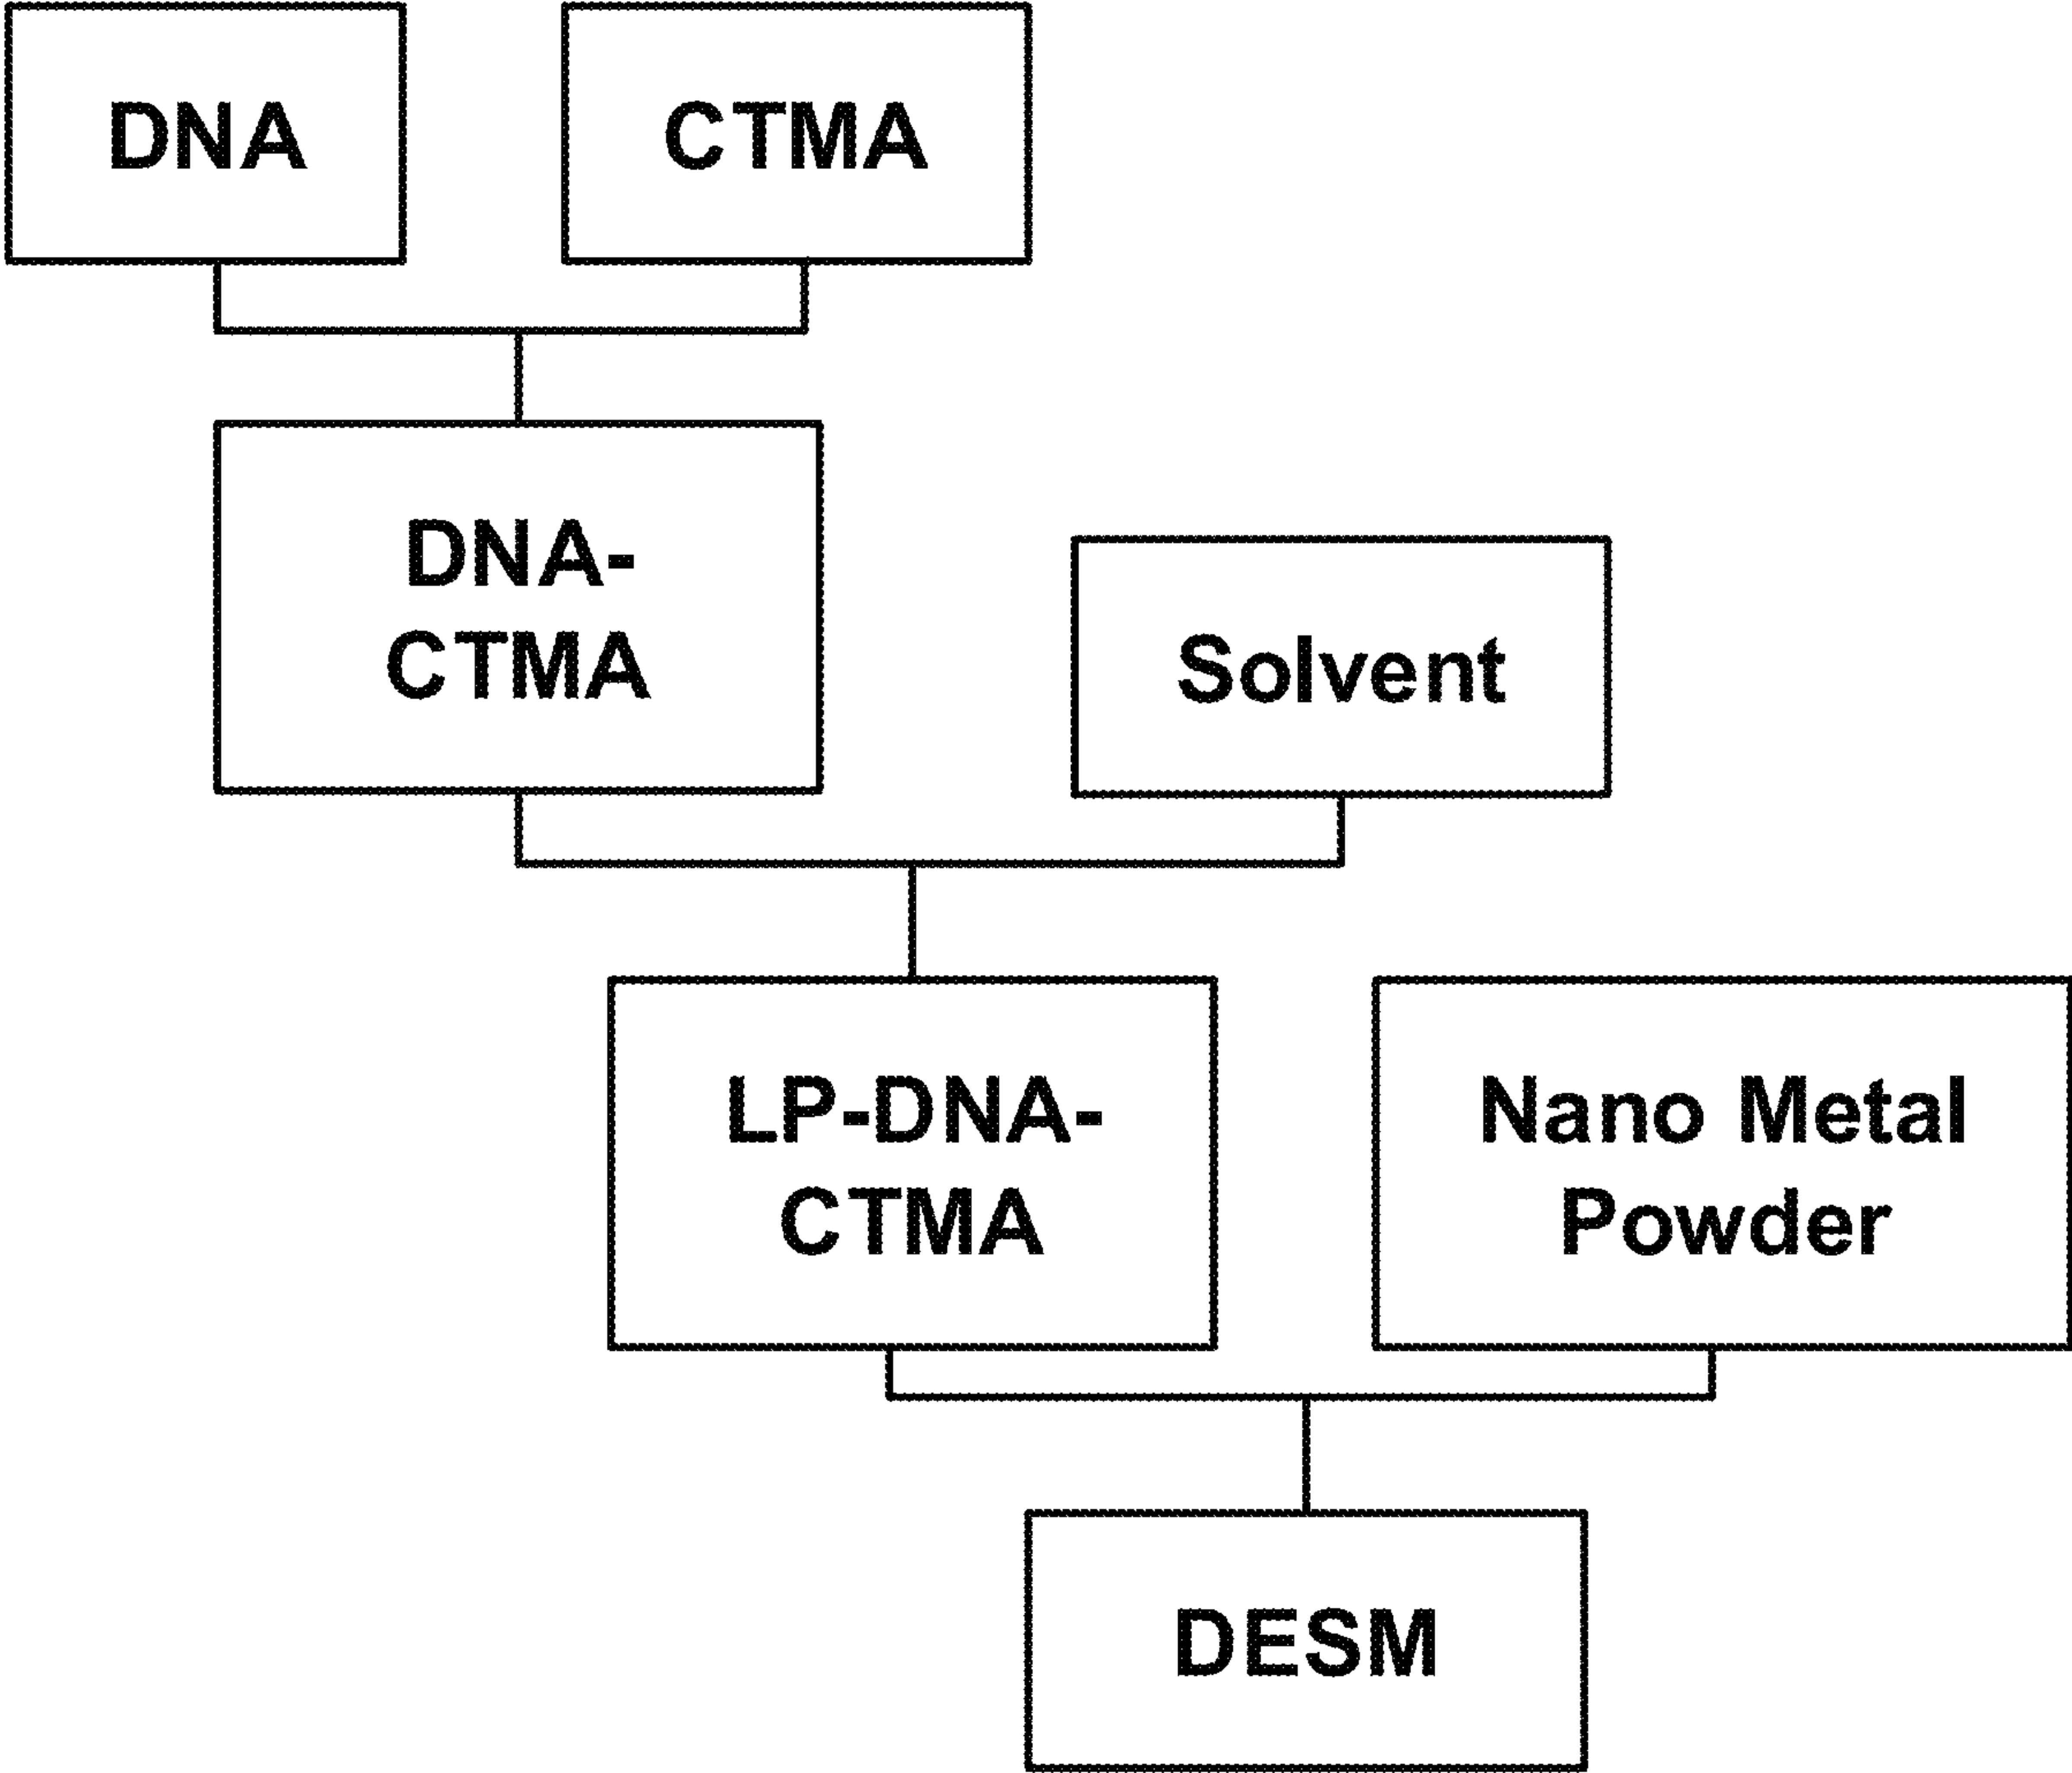 DNA
CTMA
DNA-
CTMA
Solvent
LP-DNA-
CTMA
Nano Metal
Powder
DESM